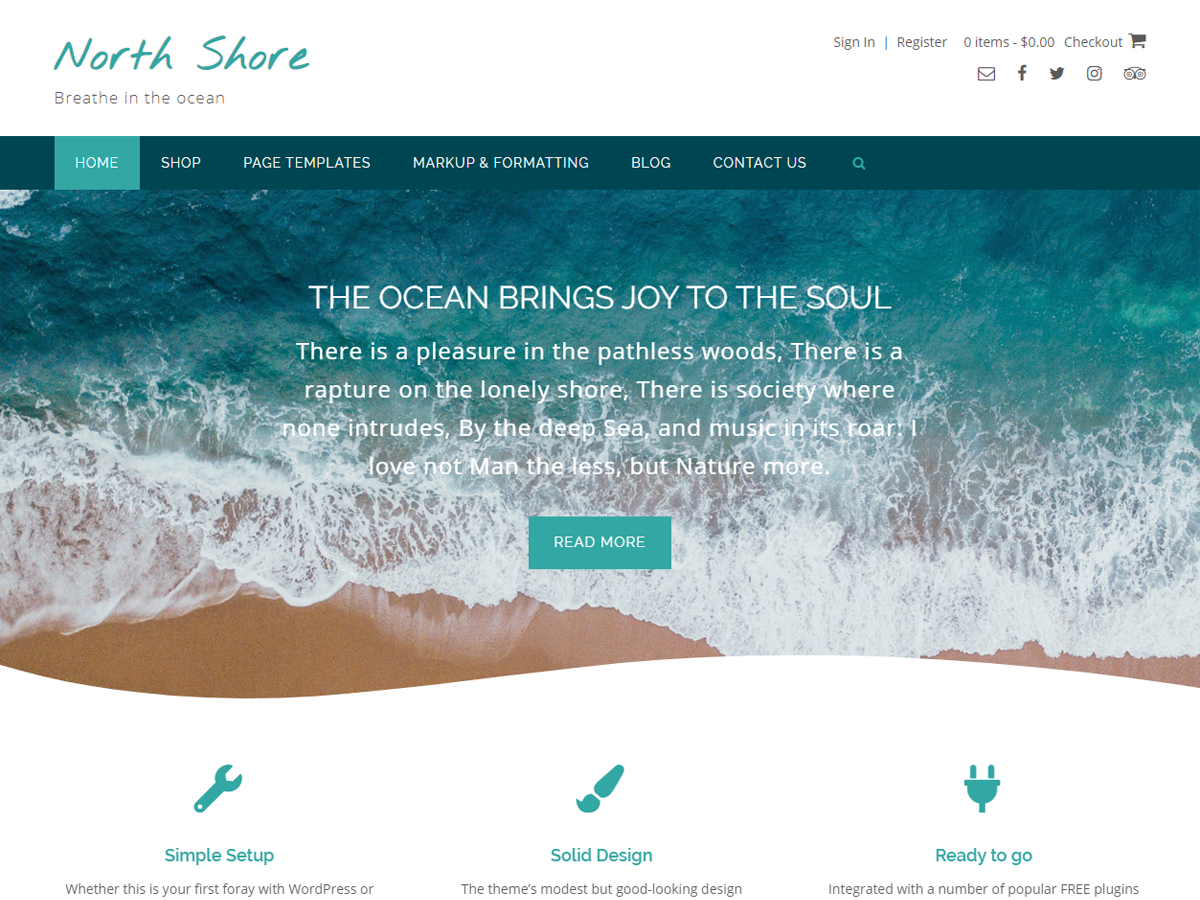 North Shore
Breathe in the ocean
Sign In | Register 0 items - $0.00 Checkout
HOME SHOP PAGE TEMPLATES MARKUP & FORMATTING BLOG CONTACT US
THE OCEAN BRINGS JOY TO THE SOUL
There is a pleasure in the pathless woods, There is a
rapture on the lonely shore, There is society where
none intrudes, By the deep Sea, and music in its roar: I
love not Man the less, but Nature more.
READ MORE
Simple Setup
Whether this is your first foray with WordPress or
Solid Design
The theme’s modest but good-looking design
Ready to go
Integrated with a number of popular FREE plugins